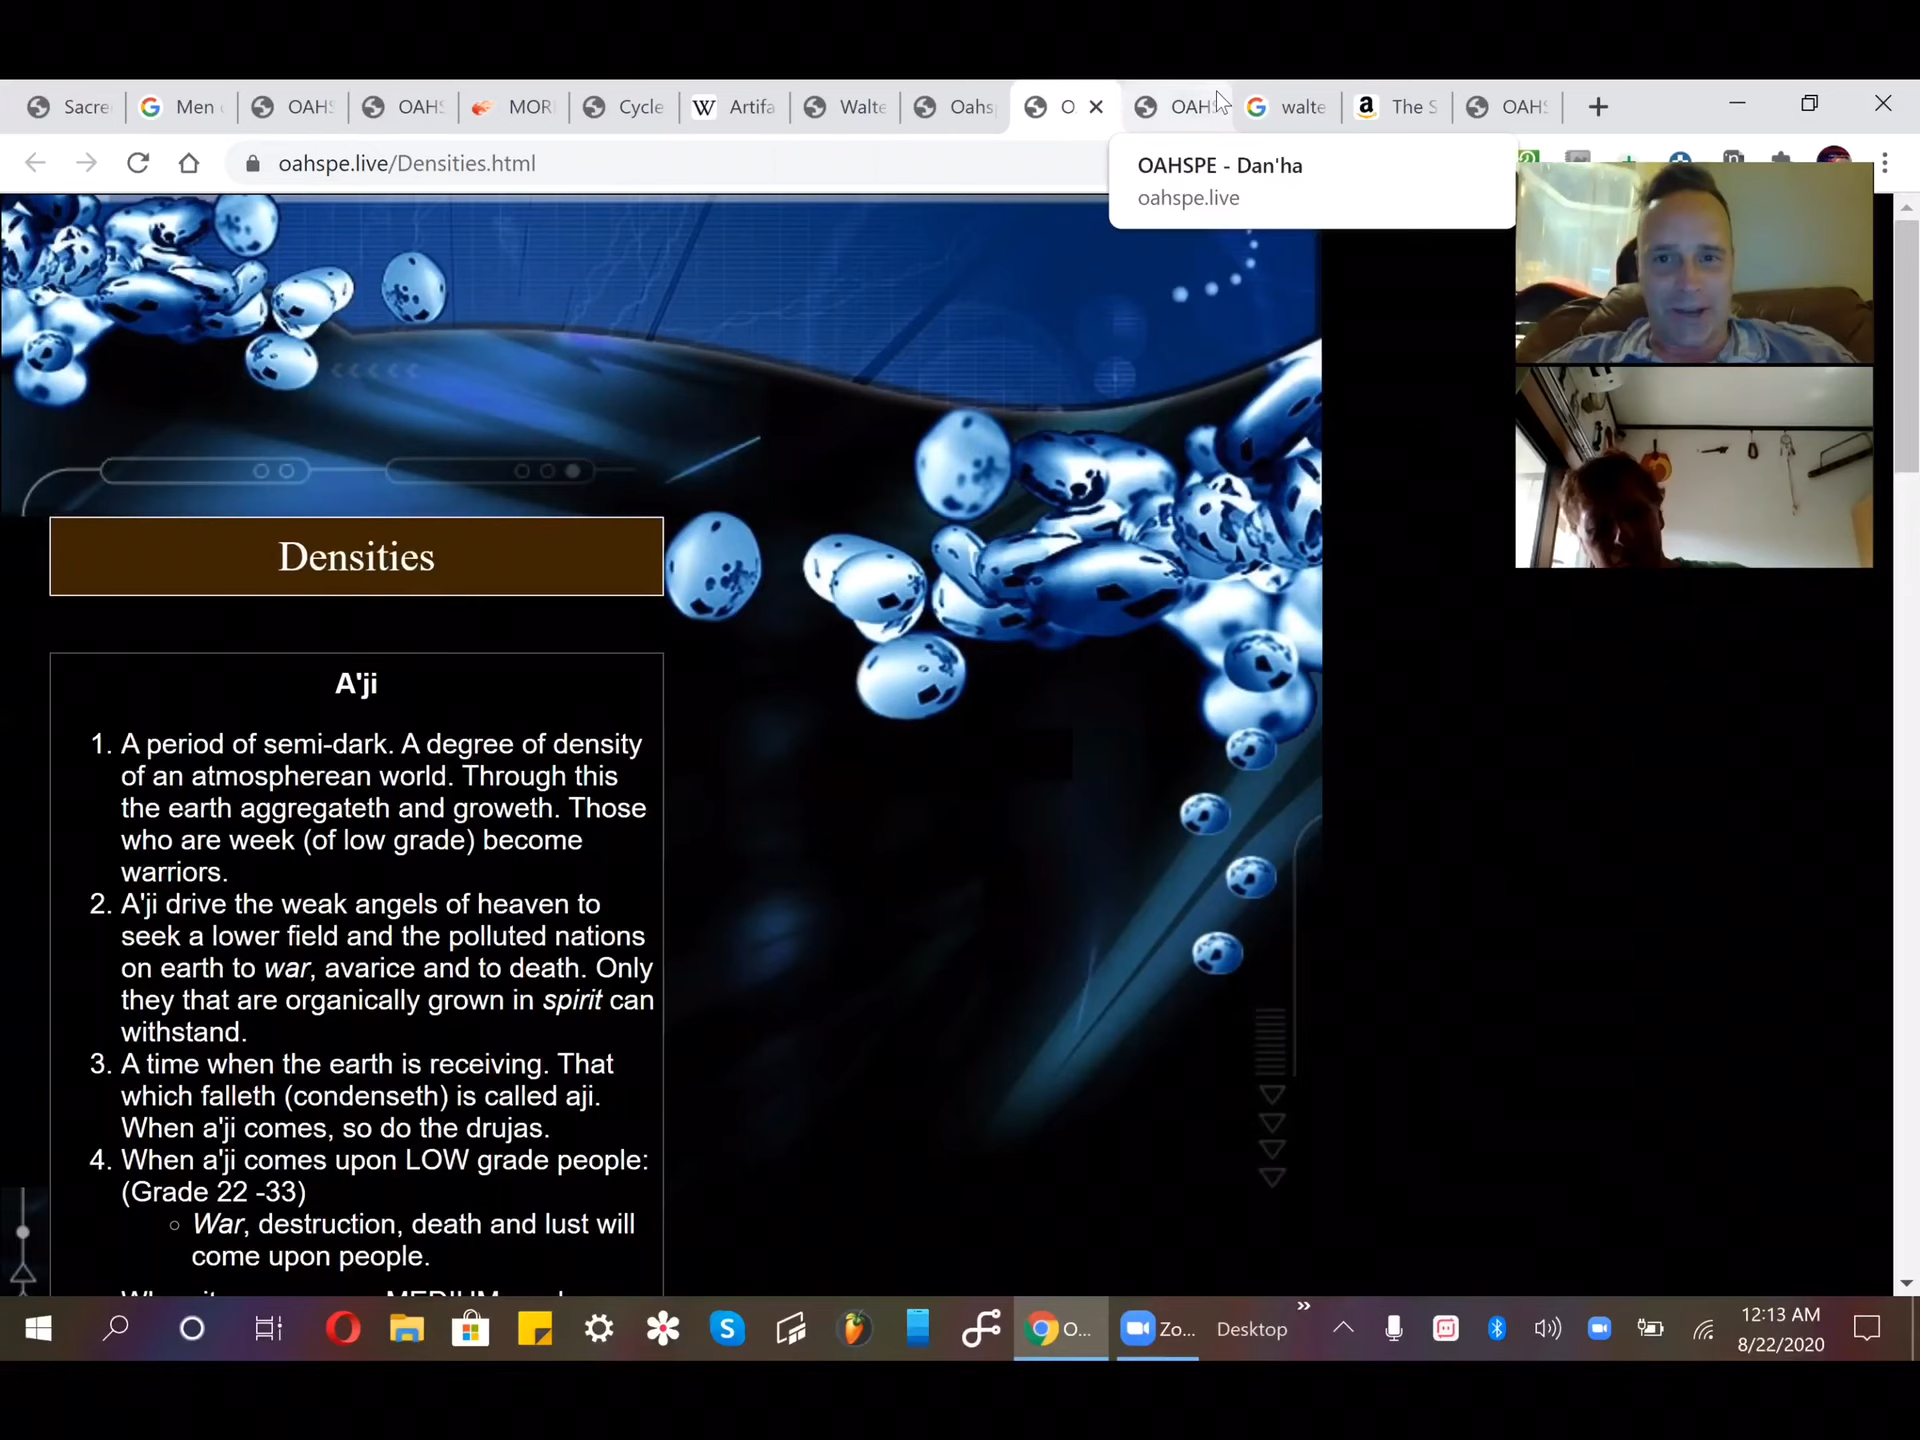 Sacre
Men
OAHS
OAHS
MOR
Cycle
W
Artifa
Walte
Oahs
O
OAHS
walte
The S
OAHS
oahspe.live/Densities.html
OAHSPE - Dan'ha
oahspe.live
Densities
A'ji
1. A period of semi-dark. A degree of density
of an atmospherean world. Through this
the earth aggregateth and groweth. Those
who are week (of low grade) become
warriors.
2. A'ji drive the weak angels of heaven to
seek a lower field and the polluted nations
on earth to war, avarice and to death. Only
they that are organically grown in spirit can
withstand.
3. A time when the earth is receiving. That
which falleth (condenseth) is called aji.
When a'ji comes, so do the drujas.
4. When a'ji comes upon LOW grade people:
(Grade 22 -33)
War, destruction, death and lust will
come upon people.
O...
Zo...
Desktop
12:13 AM
8/22/2020